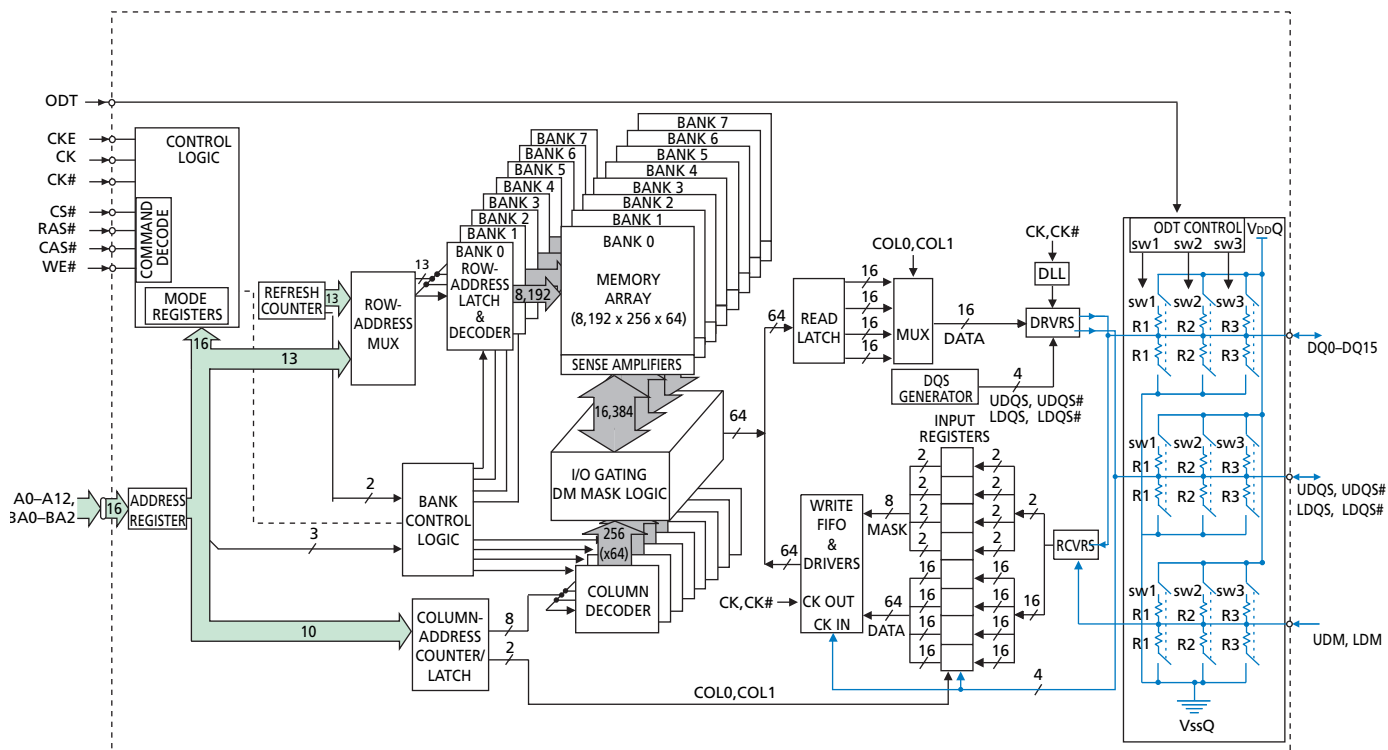 ODT
CKE
CK
CK#
CS#
RAS#
CAS#
WE#
CONTROL
LOGIC
COMMAND
DECODE
MODE
REGISTERS
16
REFRESH
COUNTER
13
13
ROW-
ADDRESS
MUX
13
BANK 7
BANK 6
BANK 5
BANK 4
BANK 3
BANK 2
BANK 1
BANK 0
ROW-
ADDRESS
LATCH
&
DECODER
8,192
BANK 7
BANK 6
BANK 5
BANK 4
BANK 3
BANK 2
BANK 1
BANK 0
MEMORY
ARRAY
(8,192 x 256 x 64)
SENSE AMPLIFIERS
16,384
I/O GATING
DM MASK LOGIC
64
256
(x64)
COLUMN
DECODER
A0–A12,
BA0–BA2
16
ADDRESS
REGISTER
2
3
BANK
CONTROL
LOGIC
10
COLUMN-
ADDRESS
COUNTER/
LATCH
8
2
COL0,COL1
64
READ
LATCH
16
16
16
16
COL0,COL1
MUX
16
DATA
CK,CK#
DLL
DRVRS
DQS
GENERATOR
4
UDQS, UDQS#
LDQS, LDQS#
INPUT
REGISTERS
64
WRITE
FIFO
&
DRIVERS
CK OUT
CK IN
CK,CK#
8
MASK
64
DATA
2
2
2
2
16
16
16
16
2
2
2
2
16
16
16
16
2
16
RCVRS
4
ODT CONTROL
VDDQ
sw1
sw2
sw3
sw1
sw2
sw3
R1
R2
R3
R1
R2
R3
sw1
sw2
sw3
R1
R2
R3
R1
R2
R3
sw1
sw2
sw3
R1
R2
R3
R1
R2
R3
VssQ
DQ0–DQ15
UDQS, UDQS#
LDQS, LDQS#
UDM, LDM